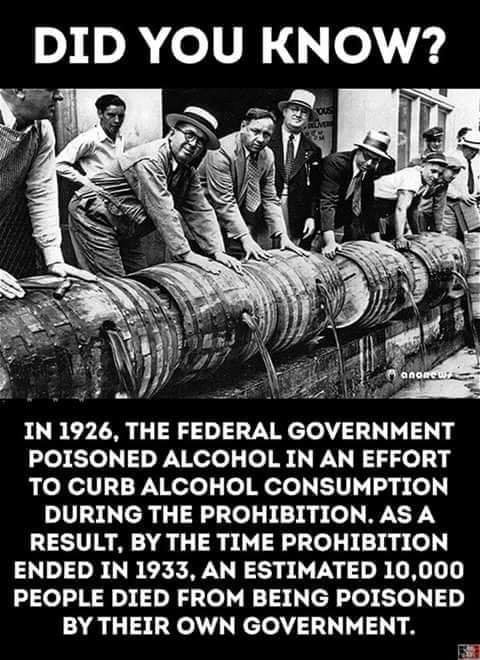 DID YOU KNOW?
IN 1926, THE FEDERAL GOVERNMENT
POISONED ALCOHOL IN AN EFFORT
TO CURB ALCOHOL CONSUMPTION
DURING THE PROHIBITION. AS A
RESULT, BY THE TIME PROHIBITION
ENDED IN 1933, AN ESTIMATED 10,000
PEOPLE DIED FROM BEING POISONED
BY THEIR OWN GOVERNMENT.